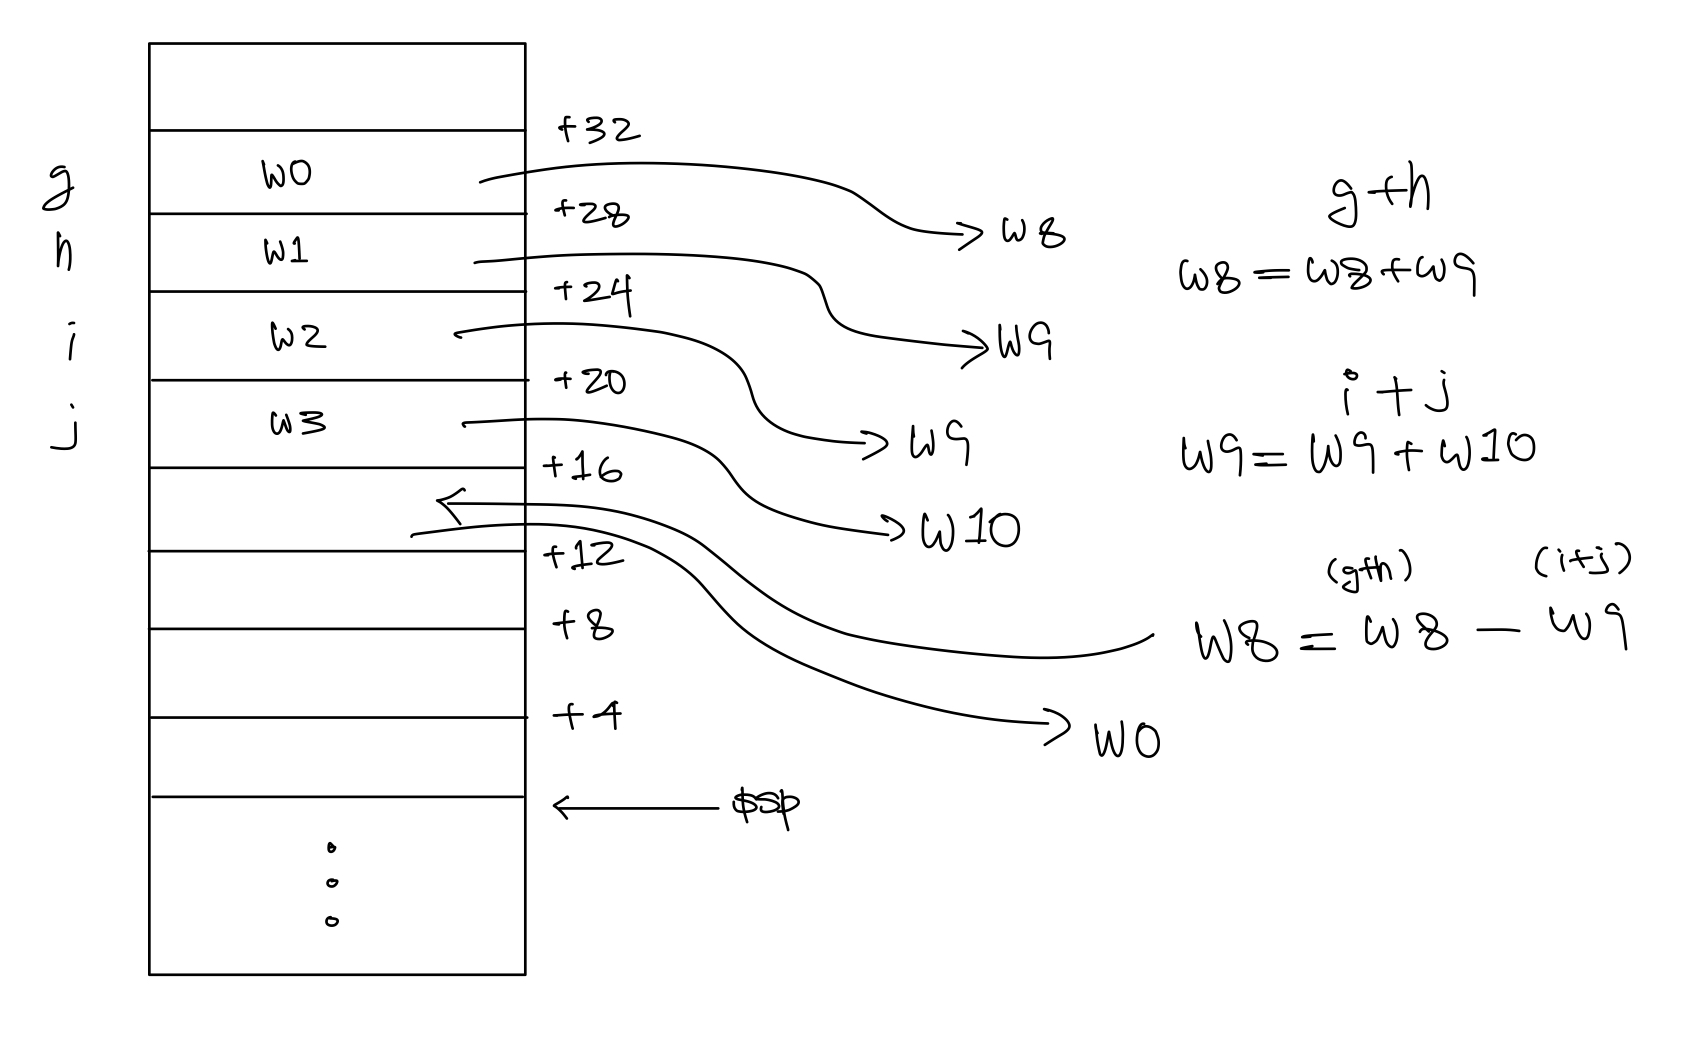 +32
g W0
W8
g+h
+28
h W1
W8 = W8+W9
+24
i W2
W9
i + j
+20
j W3
W9
W9 = W9 + W10
+16
W10
+12
(g+h) (i+j)
+8
W8 = W8 - W9
+4
W0
$sp